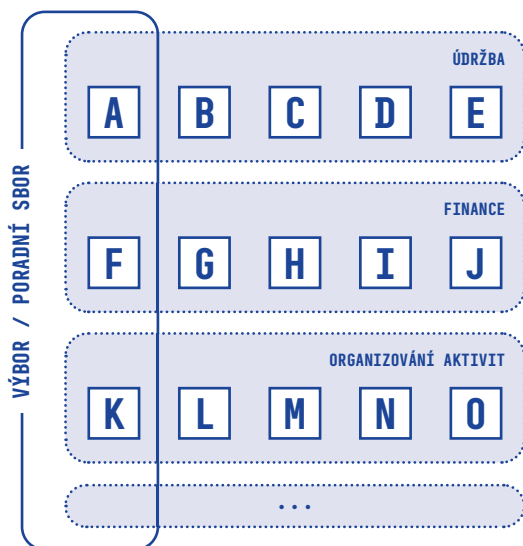 VÝBOR / PORADNÍ SBOR
ÚDRŽBA
A B C D E
FINANCE
F G H I J
ORGANIZOVÁNÍ AKTIVIT
K L M N O
...